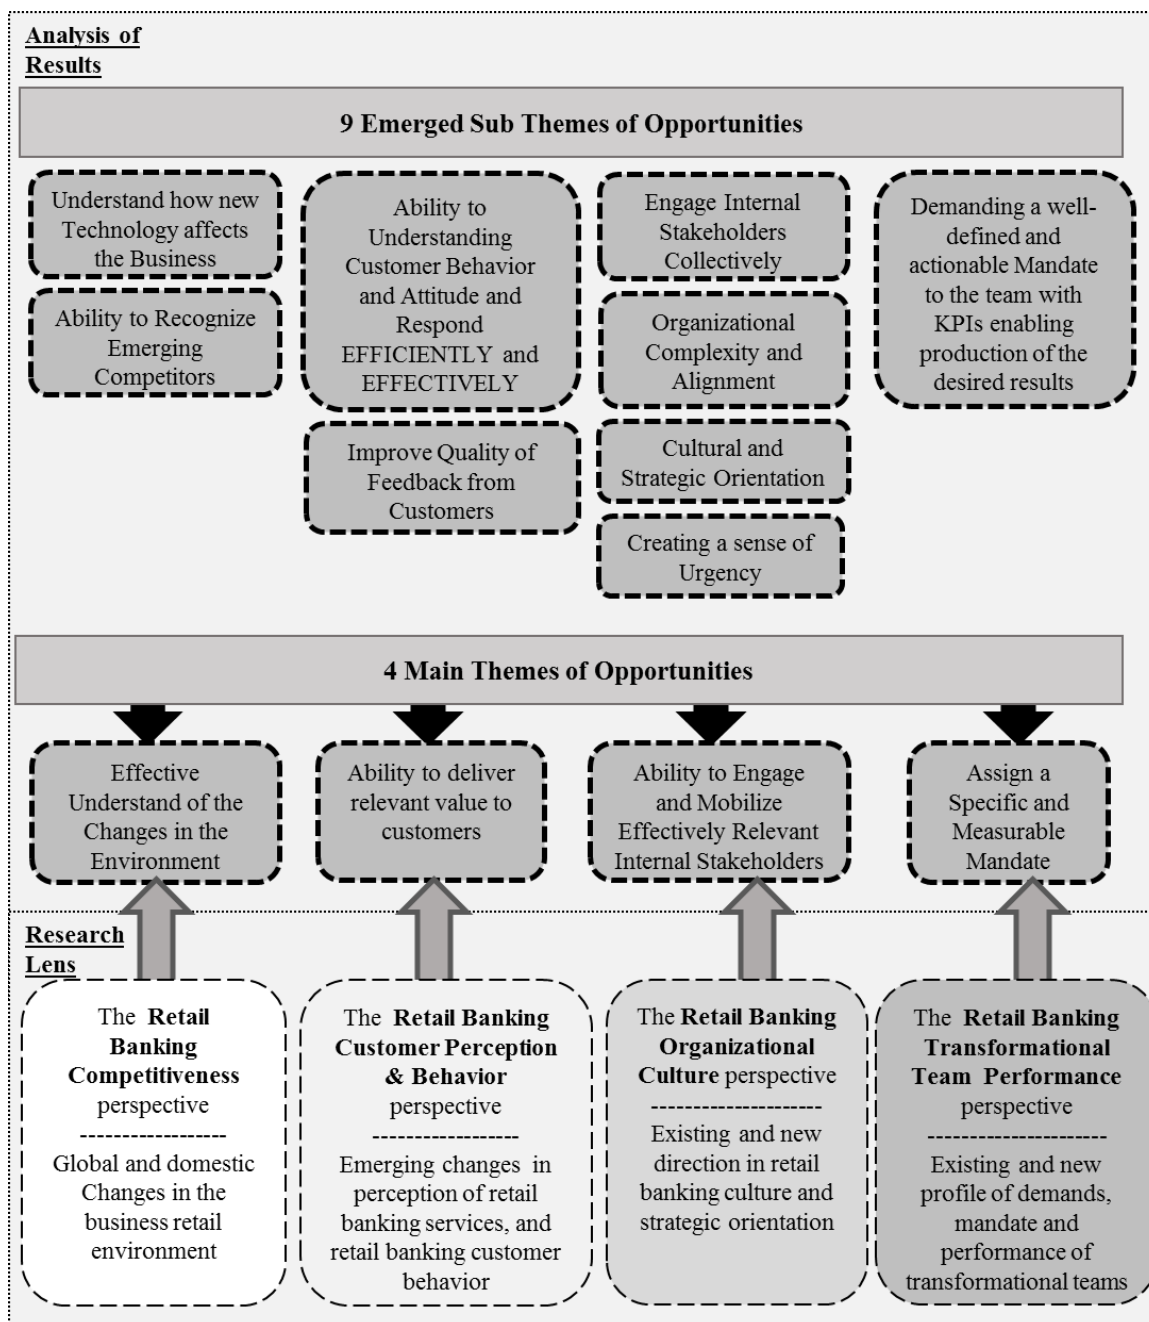 Analysis of
Results
9 Emerged Sub Themes of Opportunities
Understand how new
Technology affects
the Business
Ability to Recognize
Emerging
Competitors
Ability to
Understanding
Customer Behavior
and Attitude and
Respond
EFFICIENTLY and
EFFECTIVELY
Improve Quality of
Feedback from
Customers
Engage Internal
Stakeholders
Collectively
Organizational
Complexity and
Alignment
Cultural and
Strategic Orientation
Creating a sense of
Urgency
Demanding a well-
defined and
actionable Mandate
to the team with
KPIs enabling
production of the
desired results
4 Main Themes of Opportunities
Effective
Understand of the
Changes in the
Environment
Ability to deliver
relevant value to
customers
Ability to Engage
and Mobilize
Effectively Relevant
Internal Stakeholders
Assign a
Specific and
Measurable
Mandate
Research
Lens
The Retail
Banking
Competitiveness
perspective
-------------------
Global and domestic
Changes in the
business retail
environment
The Retail Banking
Customer Perception
& Behavior
perspective
-------------------
Emerging changes in
perception of retail
banking services, and
retail banking customer
behavior
The Retail Banking
Organizational
Culture perspective
-----------------------
Existing and new
direction in retail
banking culture and
strategic orientation
The Retail Banking
Transformational
Team Performance
perspective
-----------------------
Existing and new
profile of demands,
mandate and
performance of
transformational teams